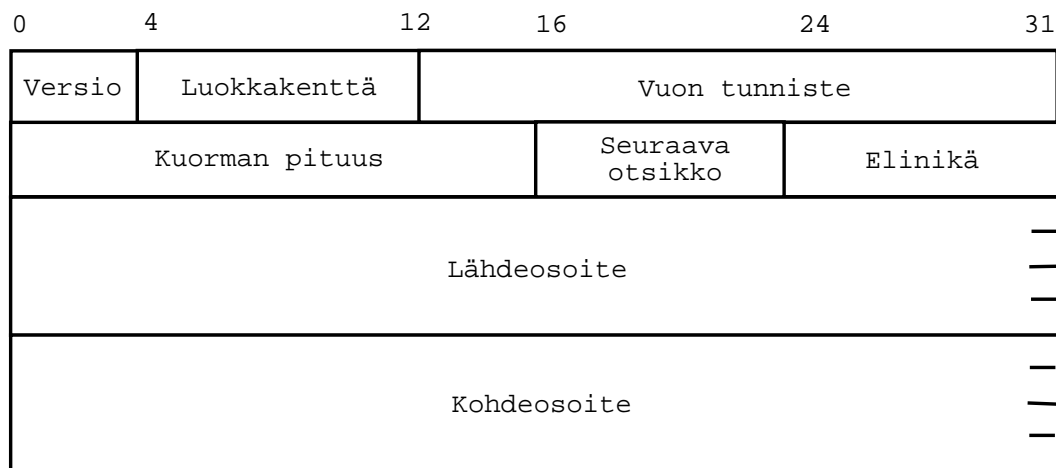 0 4 12 16 24 31
Versio Luokkakenttä Vuon tunniste
Kuorman pituus Seuraava otsikko Elinikä
Lähdeosoite
Kohdeosoite